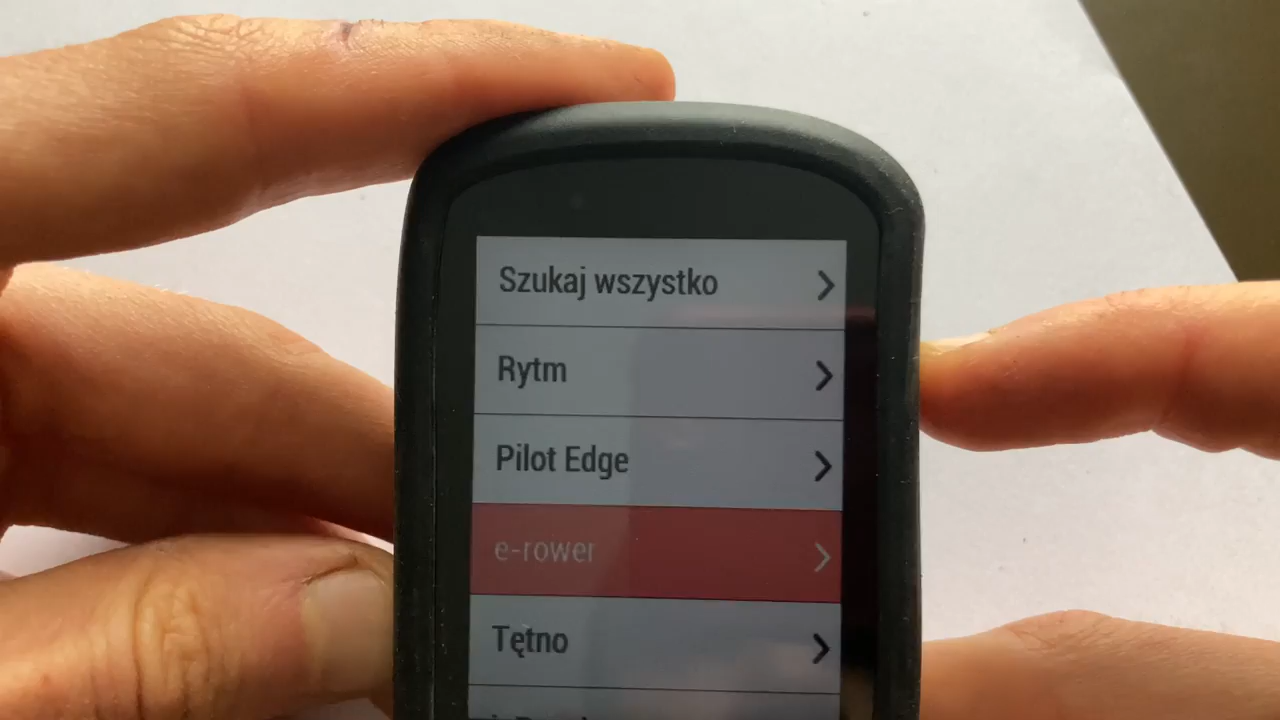 Szukaj wszystko
Rytm
Pilot Edge
e-rower
Tętno